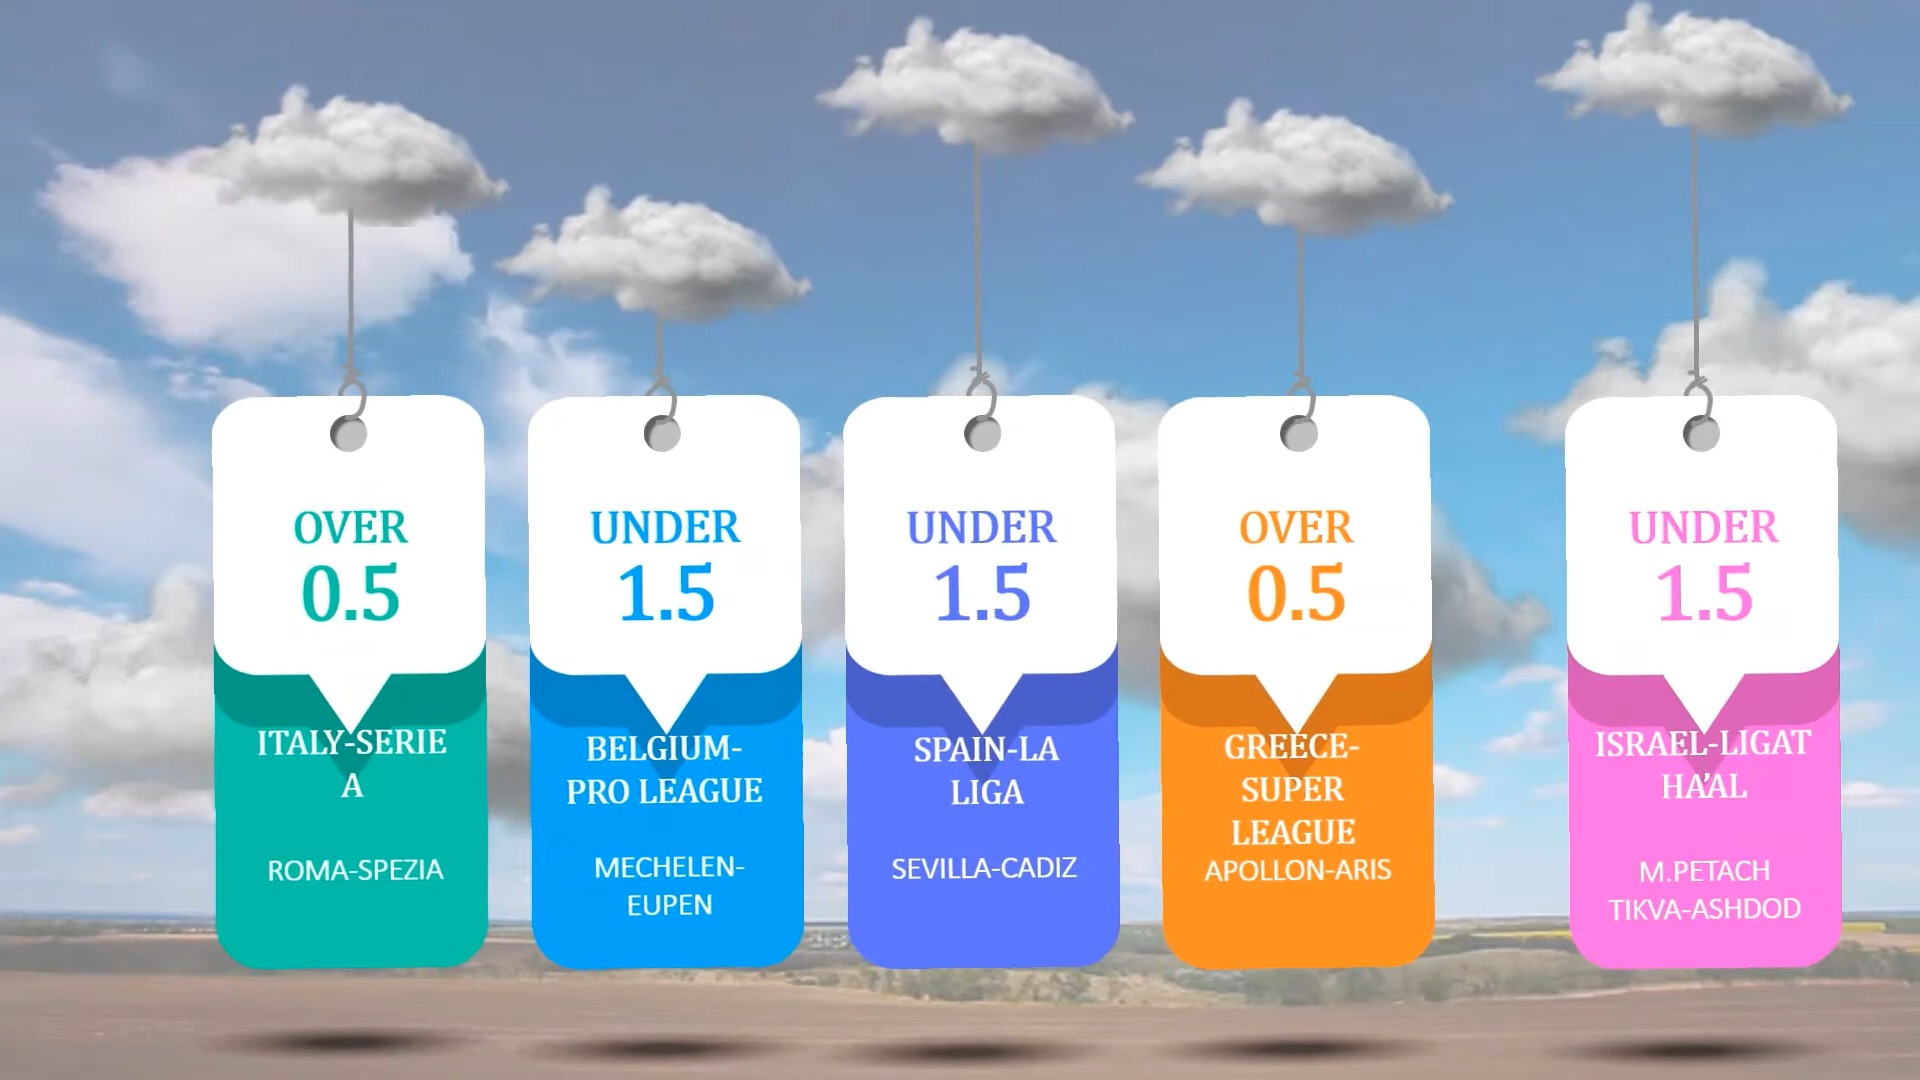 OVER
0.5
ITALY-SERIE
A
ROMA-SPEZIA
UNDER
1.5
BELGIUM-
PRO LEAGUE
MECHELEN-
EUPEN
UNDER
1.5
SPAIN-LA
LIGA
SEVILLA-CADIZ
OVER
0.5
GREECE-
SUPER
LEAGUE
APOLLON-ARIS
UNDER
1.5
ISRAEL-LIGAT
HA'AL
M.PETACH
TIKVA-ASHDOD